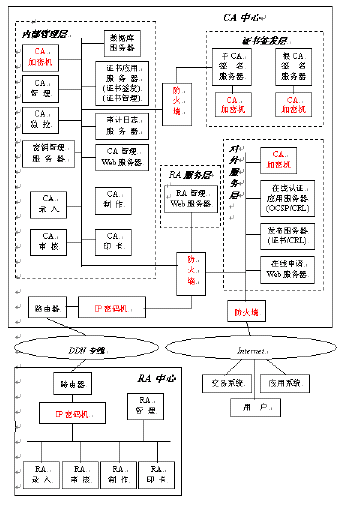 CA 中心
内部管理层
CA
加密机
CA
管 理
CA
监 控
密钥管理
服 务 器
CA
录 入
CA
审 核
数据库
服务器
证书应用
服 务 器
(证书签发)
(证书管理)
审计日志
服 务 器
CA 管理
Web服务器
CA
制 作
CA
印 卡
防
火
墙
证书签发层
子CA
签 名
服务器
根CA
签 名
服务器
CA
加密机
CA
加密机
RA 服务层
RA 管理
Web服务器
防
火
墙
对
外
服
务
层
CA
加密机
在线认证
应用服务器
(OCSP/CRL)
发布服务器
(证书/CRL)
在线申请
Web服务器
路由器
IP密码机
防火墙
DDN 专线
Internet
RA 中心
路由器
IP密码机
RA
管 理
RA
录 入
RA
审 核
RA
制 作
RA
印 卡
交易系统
应用系统
用 户